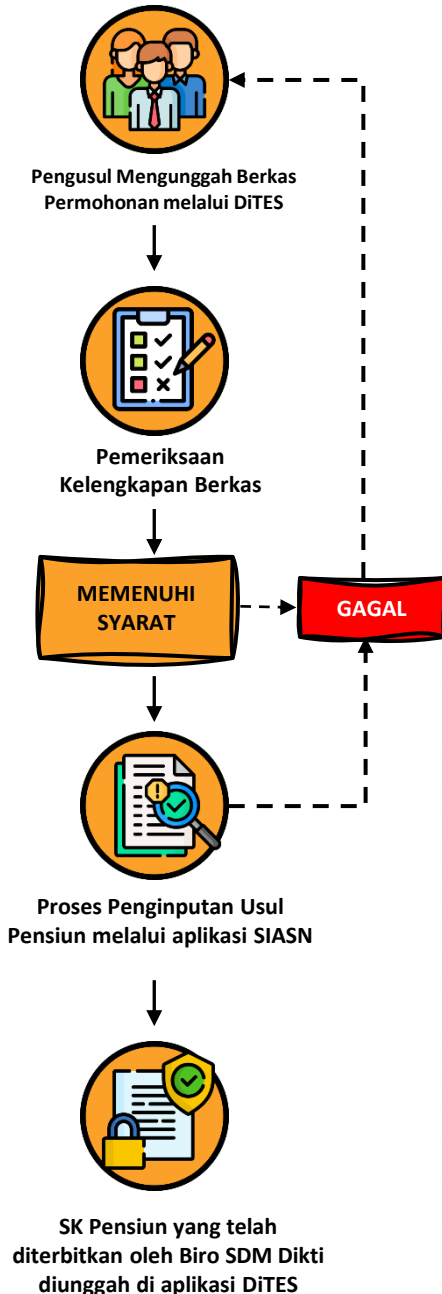 Pengusul Mengunggah Berkas
Permohonan melalui DiTES
Pemeriksaan
Kelengkapan Berkas
MEMENUHI
SYARAT
GAGAL
Proses Penginputan Usul
Pensiun melalui aplikasi SIASN
SK Pensiun yang telah
diterbitkan oleh Biro SDM Dikti
diunggah di aplikasi DiTES